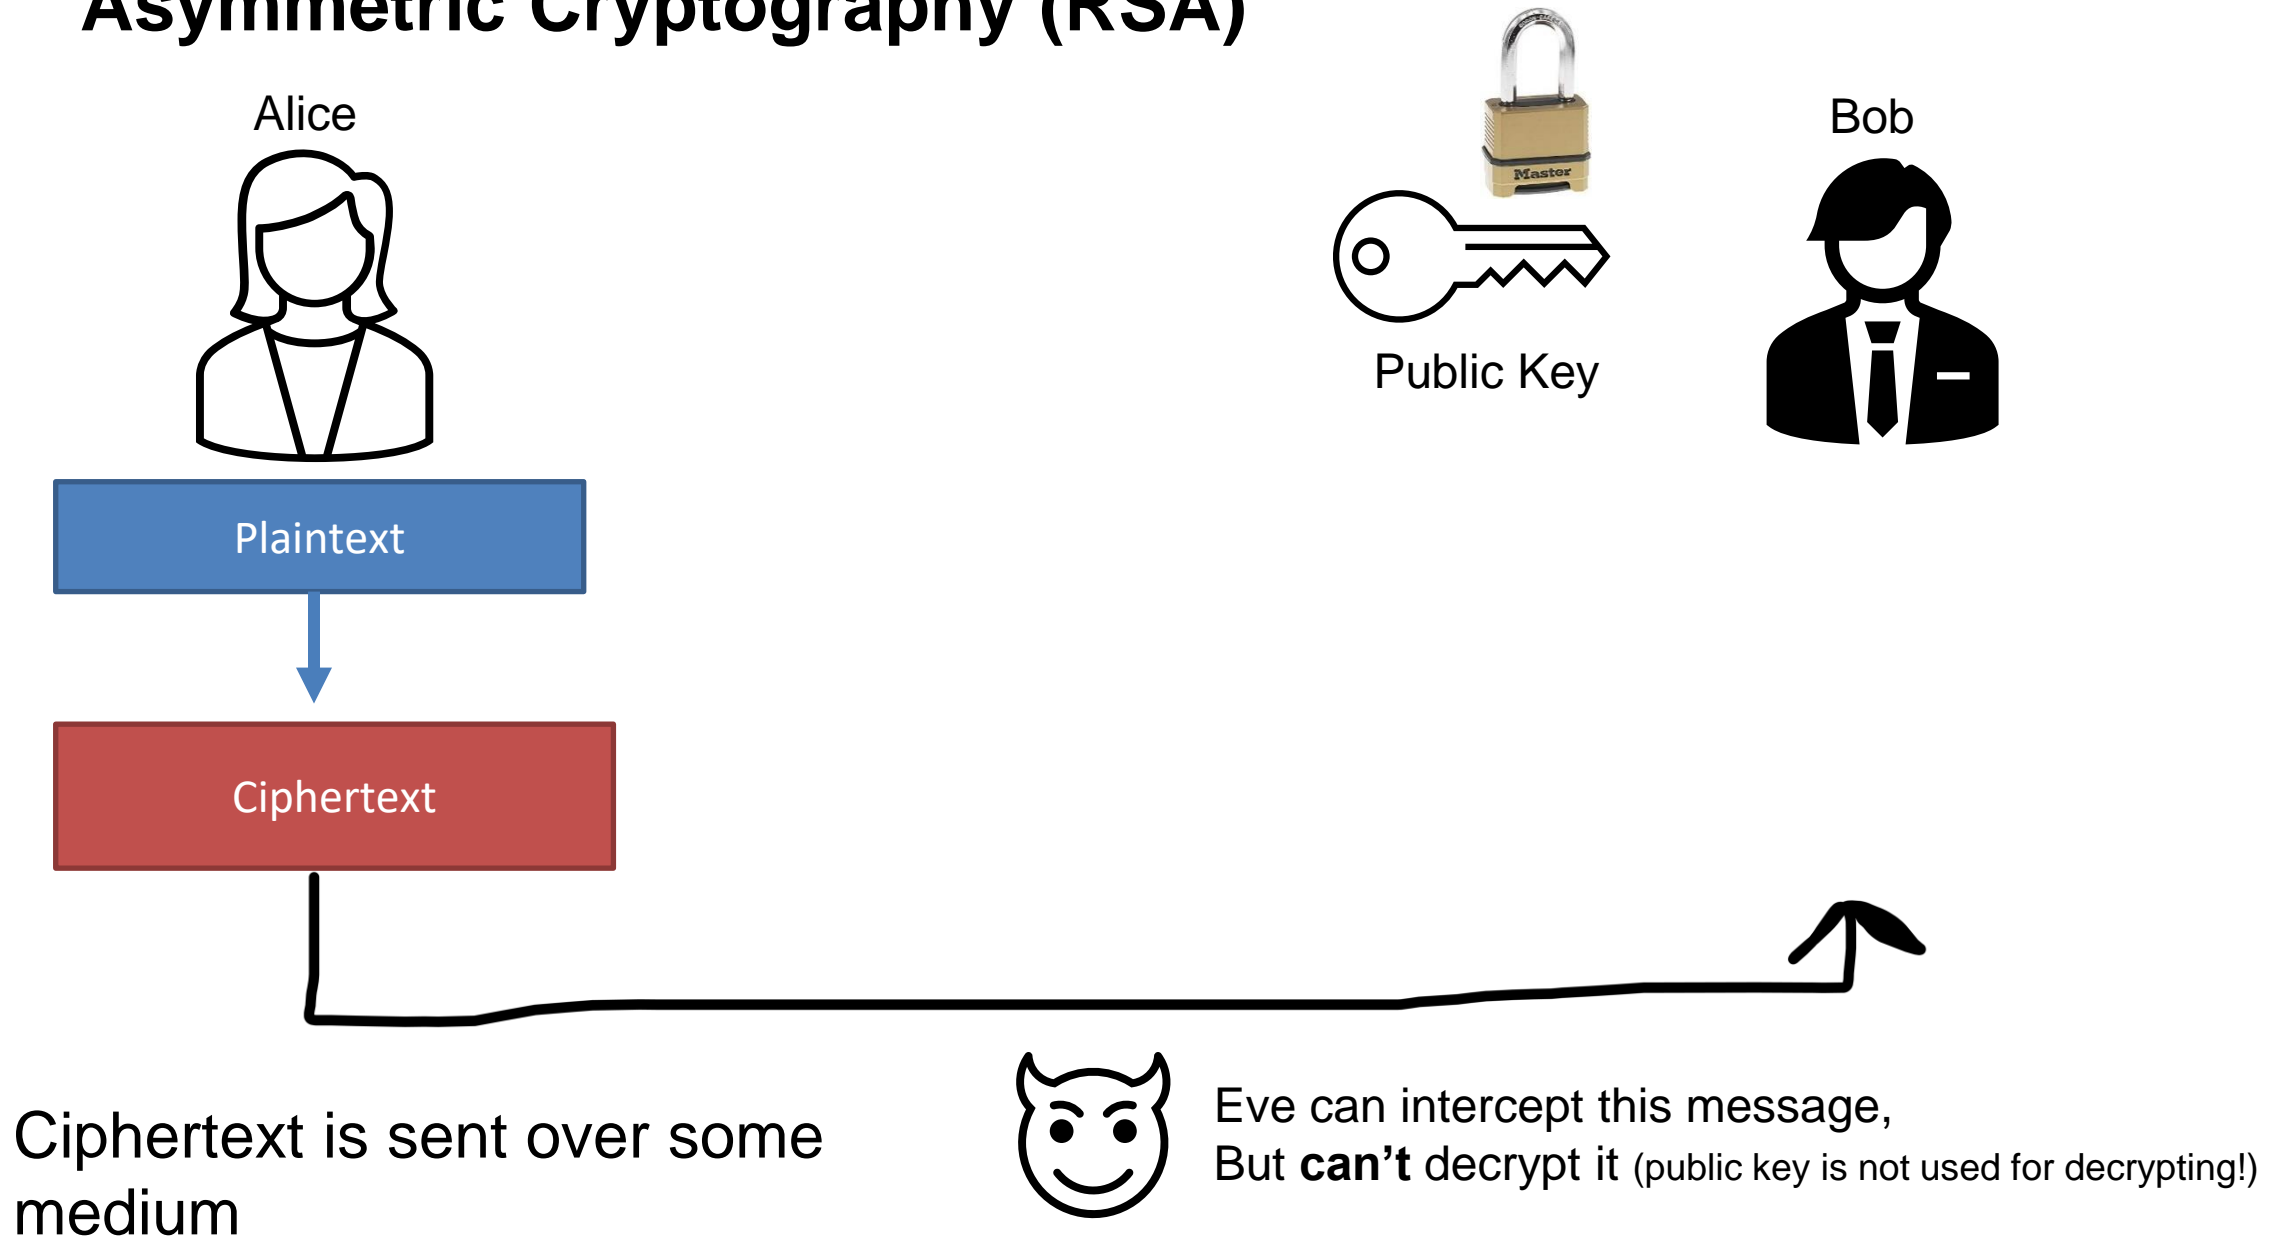 Asymmetric Cryptography (RSA)
Alice
Bob
Master
Public Key
Plaintext
Ciphertext
Ciphertext is sent over some
medium
Eve can intercept this message,
But can't decrypt it (public key is not used for decrypting!)